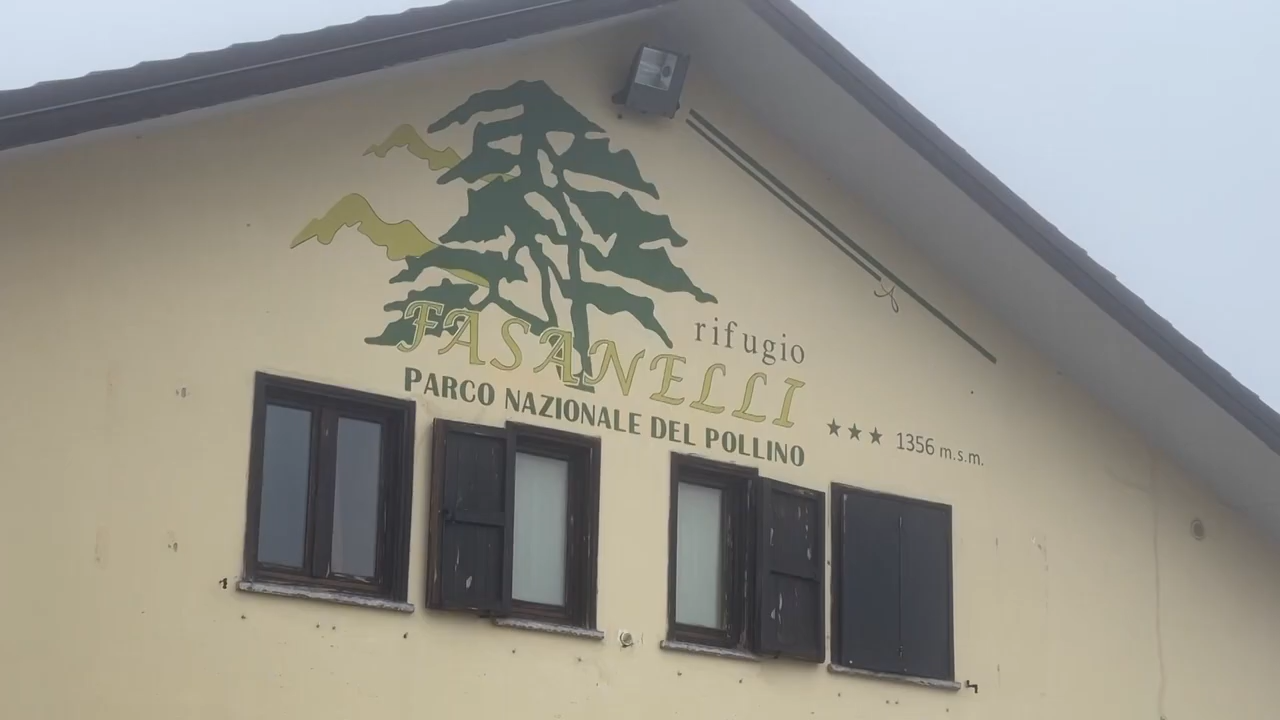 rifugio
FASANELLI
PARCO NAZIONALE DEL POLLINO
★★★ 1356 m.s.m.